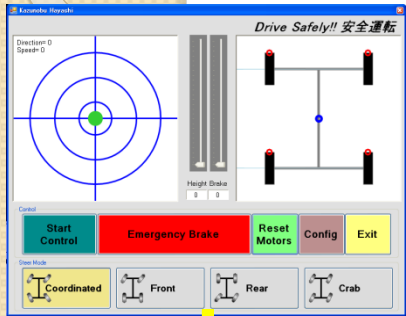 Kazunobu Hayashi
Drive Safely!! 安全運転
Direction= 0
Speed= 0
Height Brake
0 0
Control
Start Control
Emergency Brake
Reset Motors
Config
Exit
Steer Mode
Coordinated
Front
Rear
Crab